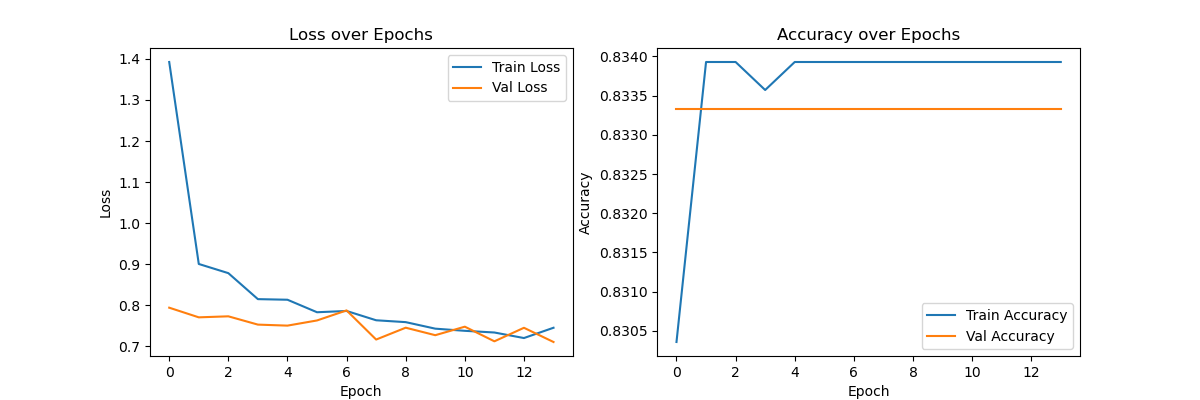 Loss over Epochs
1.4
1.3
1.2
1.1
1.0
0.9
0.8
0.7
Loss
Train Loss
Val Loss
0 2 4 6 8 10 12
Epoch
Accuracy over Epochs
0.8340
0.8335
0.8330
0.8325
0.8320
0.8315
0.8310
0.8305
Accuracy
Train Accuracy
Val Accuracy
0 2 4 6 8 10 12
Epoch